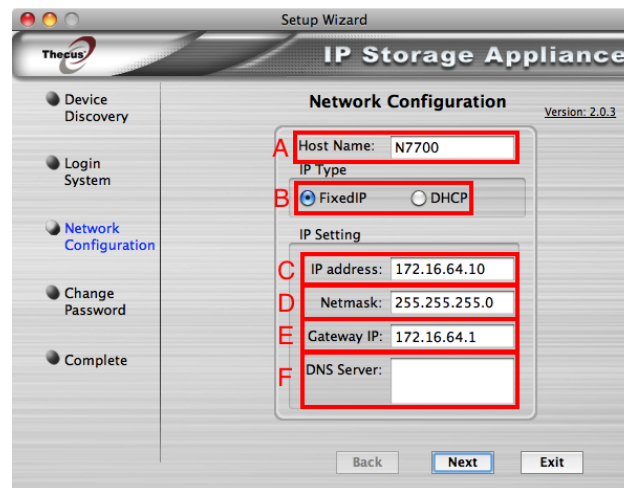 Setup Wizard
Thecus
IP Storage Appliance
Device
Discovery
Login
System
Network
Configuration
Change
Password
Complete
Network Configuration
Version: 2.0.3
A Host Name: N7700
IP Type
B FixedIP DHCP
IP Setting
C IP address: 172.16.64.10
D Netmask: 255.255.255.0
E Gateway IP: 172.16.64.1
F DNS Server:
Back Next Exit